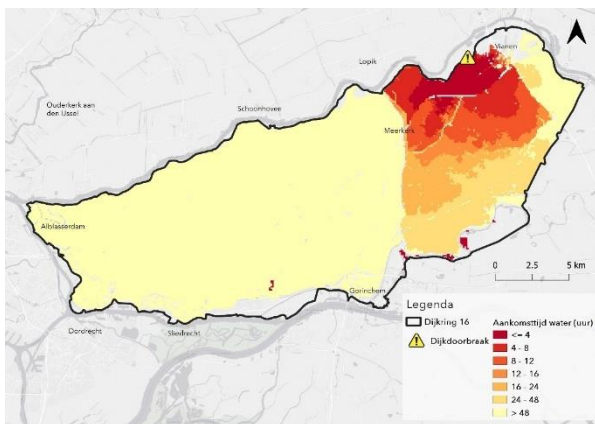 Vianen
Lopik
Ouderkerk aan
den IJssel
Schoonhoven
Meerkerk
Alblasserdam
Gorinchem
Dordrecht
Sliedrecht
0 2.5 5 km
Legenda
Dijkring 16
Dijkdoorbraak
Aankomsttijd water (uur)
<= 4
4 - 8
8 - 12
12 - 16
16 - 24
24 - 48
> 48